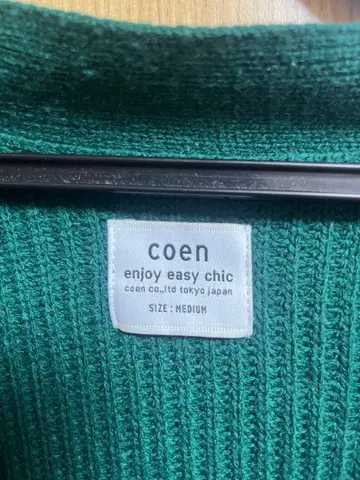 coen
enjoy easy chic
coen co.,ltd tokyo japan
SIZE : MEDIUM